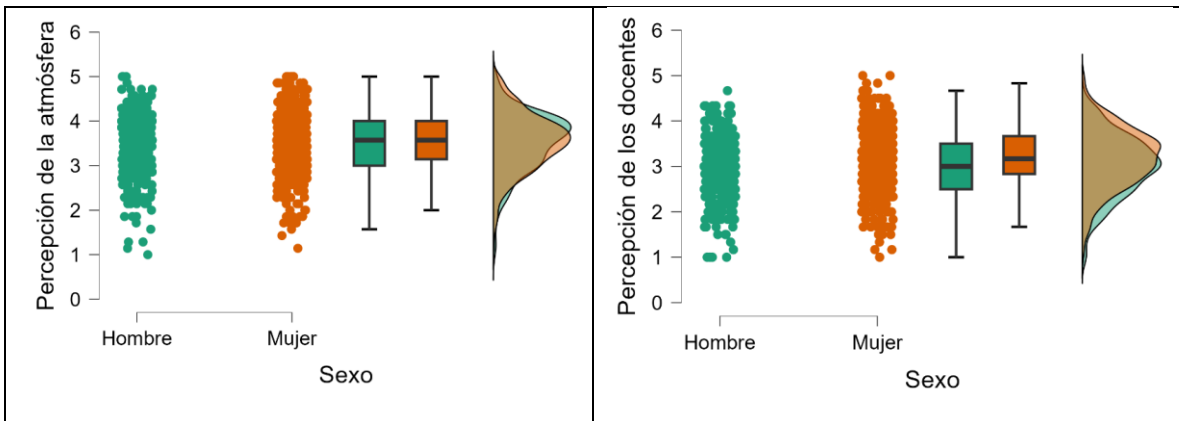 Percepción de la atmósfera
6
5
4
3
2
1
0
Hombre
Mujer
Sexo
Percepción de los docentes
6
5
4
3
2
1
0
Hombre
Mujer
Sexo